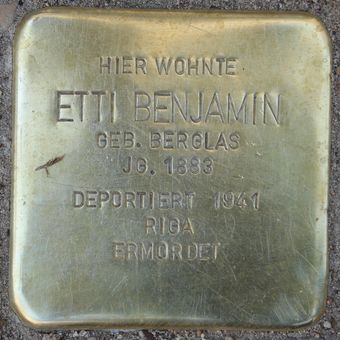 HIER WOHNTE
ETTI BENJAMIN
GEB. BERGLAS
JG. 1883
DEPORTIERT 1941
RIGA
ERMORDET